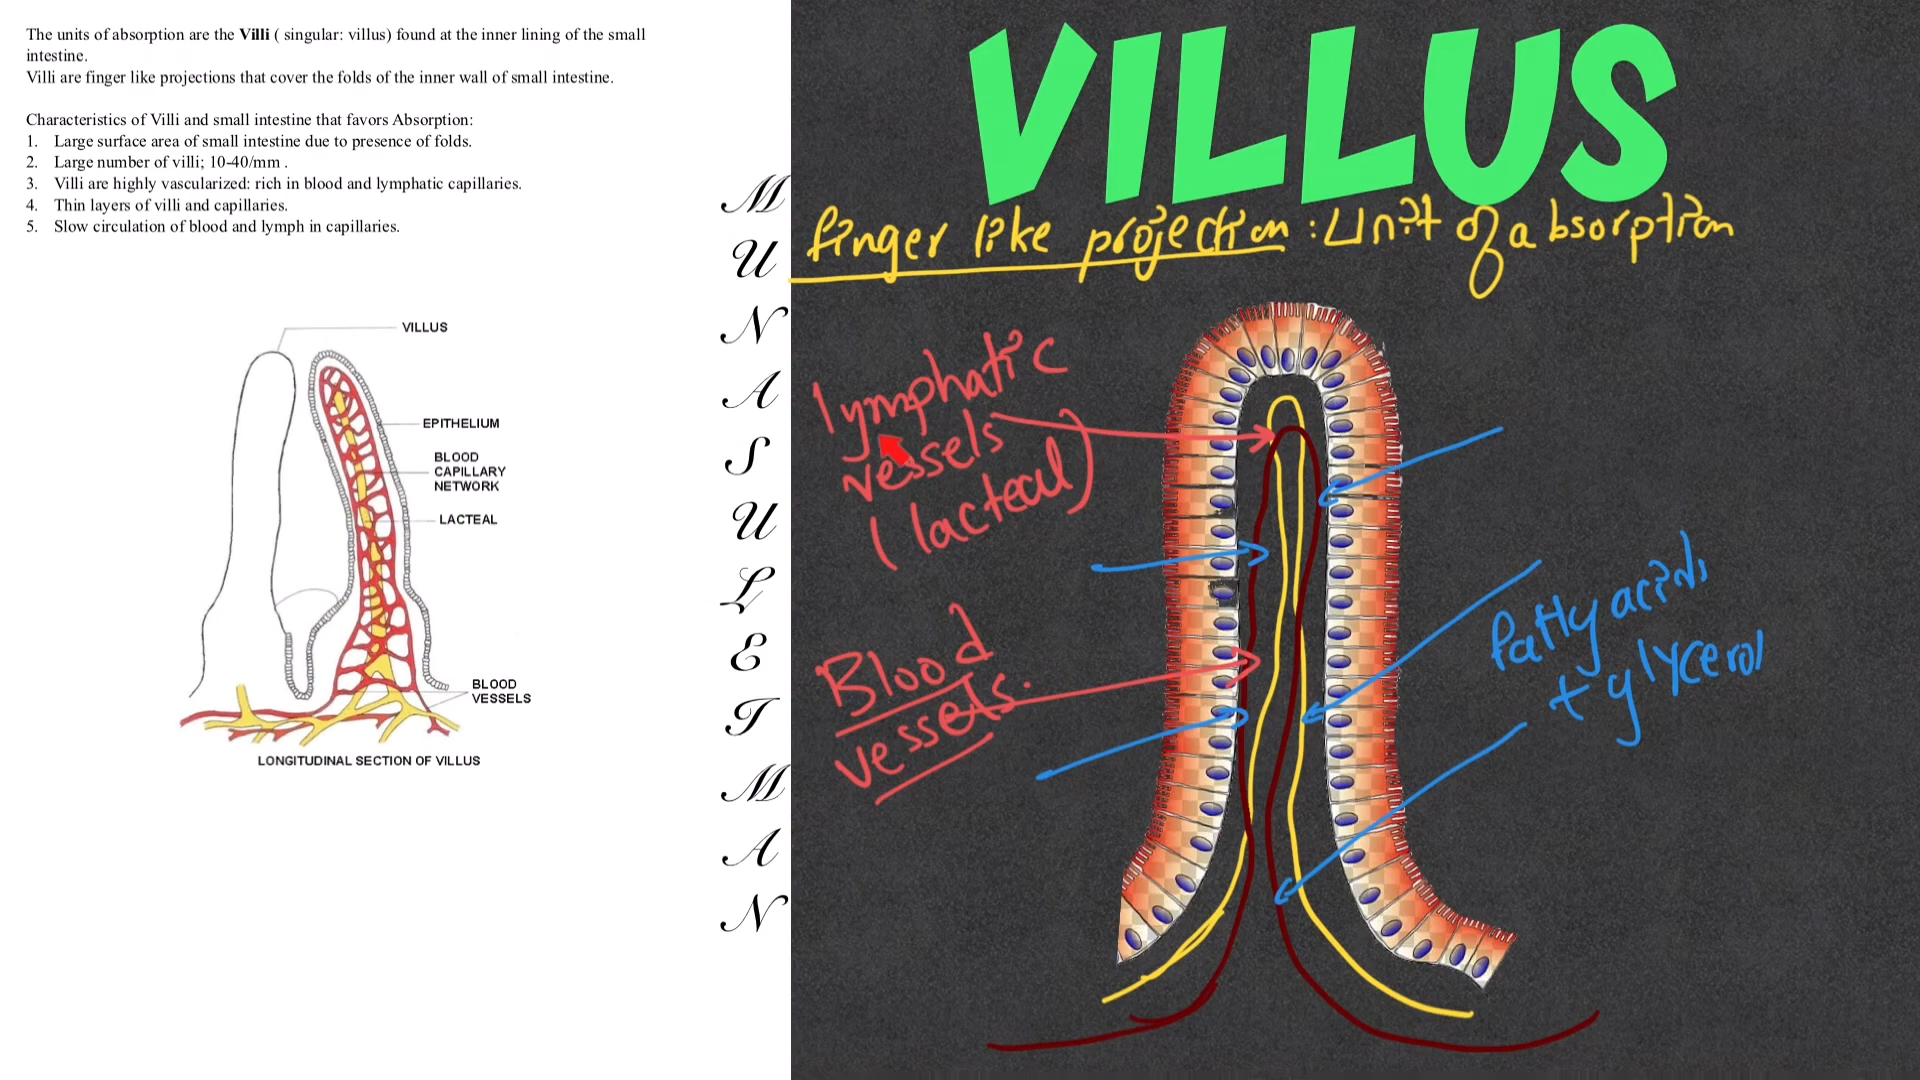 The units of absorption are the Villi ( singular: villus) found at the inner lining of the small
intestine.
Villi are finger like projections that cover the folds of the inner wall of small intestine.
Characteristics of Villi and small intestine that favors Absorption:
1. Large surface area of small intestine due to presence of folds.
2. Large number of villi; 10-40/mm .
3. Villi are highly vascularized: rich in blood and lymphatic capillaries.
4. Thin layers of villi and capillaries.
5. Slow circulation of blood and lymph in capillaries.
VILLUS
EPITHELIUM
BLOOD
CAPILLARY
NETWORK
LACTEAL
BLOOD
VESSELS
LONGITUDINAL SECTION OF VILLUS
M
U
N
A
S
U
L
E
T
M
A
N
VILLUS
finger like projection : Unit of absorption
lymphatic
vessels
(lacteal)
Blood
vessels.
fatty acids
+ glycerol